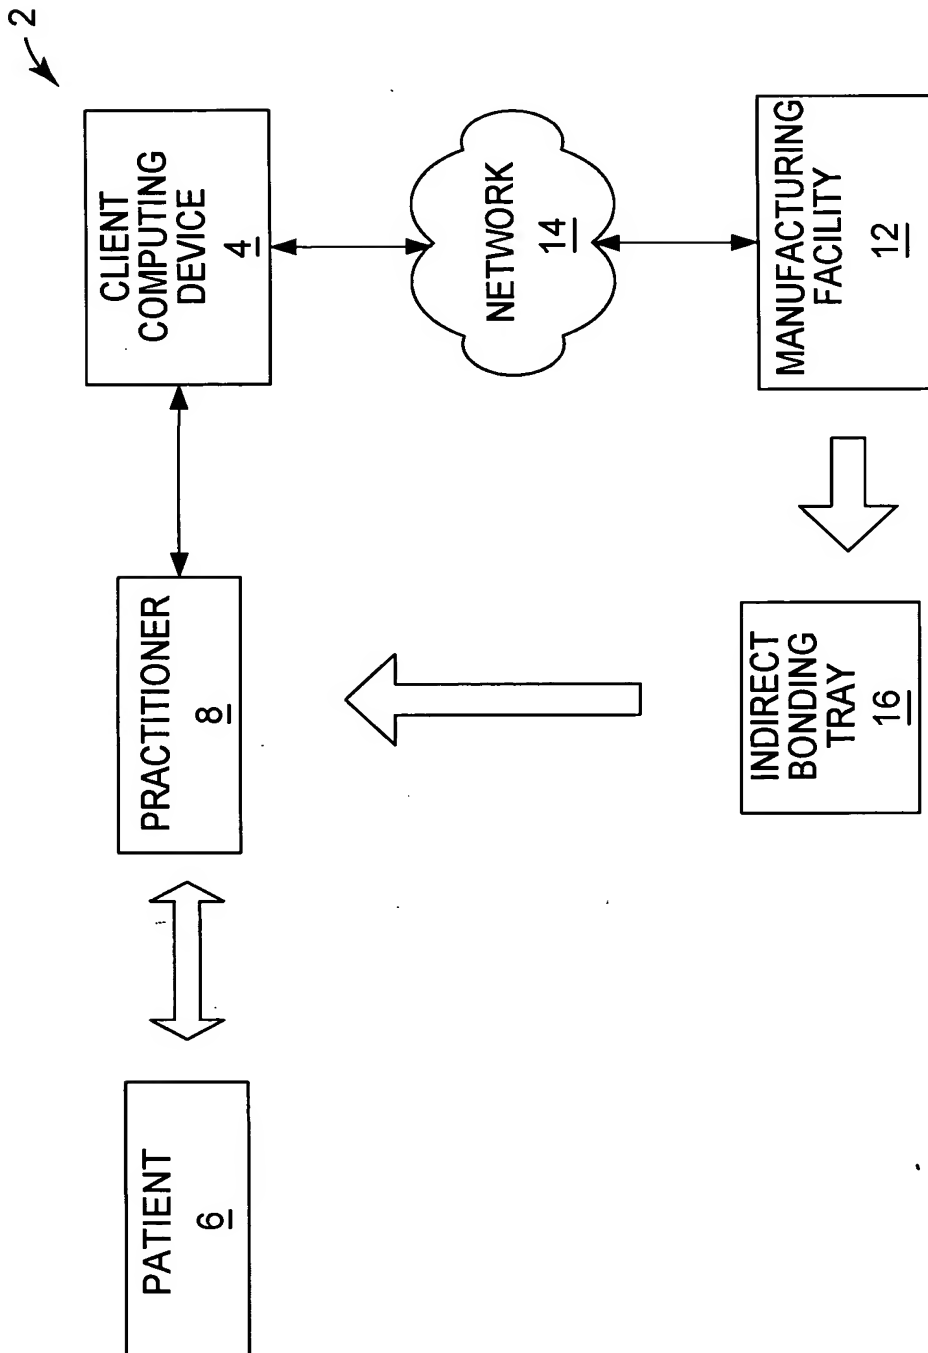 2
PATIENT
6
PRACTITIONER
8
CLIENT
COMPUTING
DEVICE
4
NETWORK
14
INDIRECT
BONDING
TRAY
16
MANUFACTURING
FACILITY
12